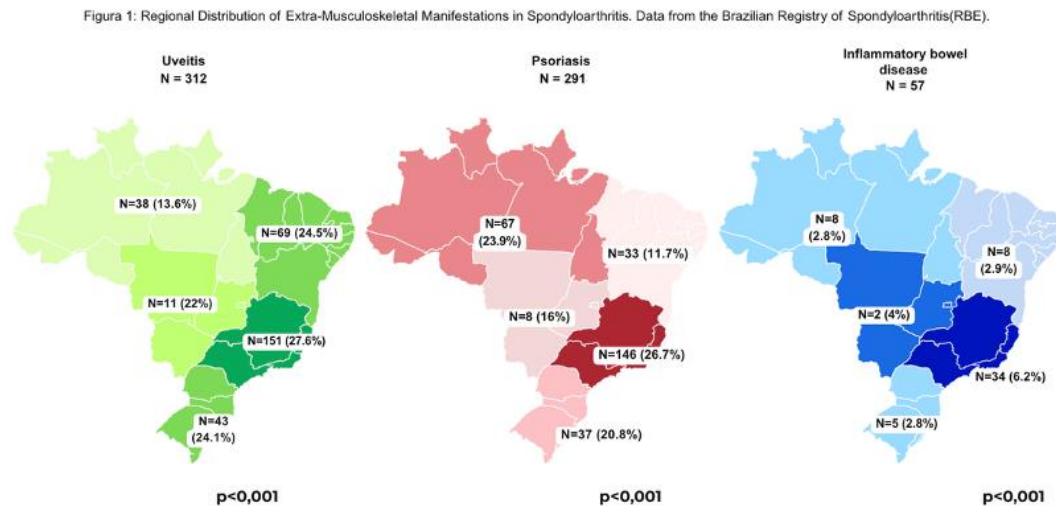 Figura 1: Regional Distribution of Extra-Musculoskeletal Manifestations in Spondyloarthritis. Data from the Brazilian Registry of Spondyloarthritis(RBE).
Uveitis
N = 312
N=38 (13.6%)
N=69 (24.5%)
N=11 (22%)
N=151 (27.6%)
N=43
(24.1%)
p<0,001
Psoriasis
N = 291
N=67
(23.9%)
N=33 (11.7%)
N=8 (16%)
N=146 (26.7%)
N=37 (20.8%)
p<0,001
Inflammatory bowel
disease
N = 57
N=8
(2.8%)
N=8
(2.9%)
N=2 (4%)
N=34 (6.2%)
N=5 (2.8%)
p<0,001